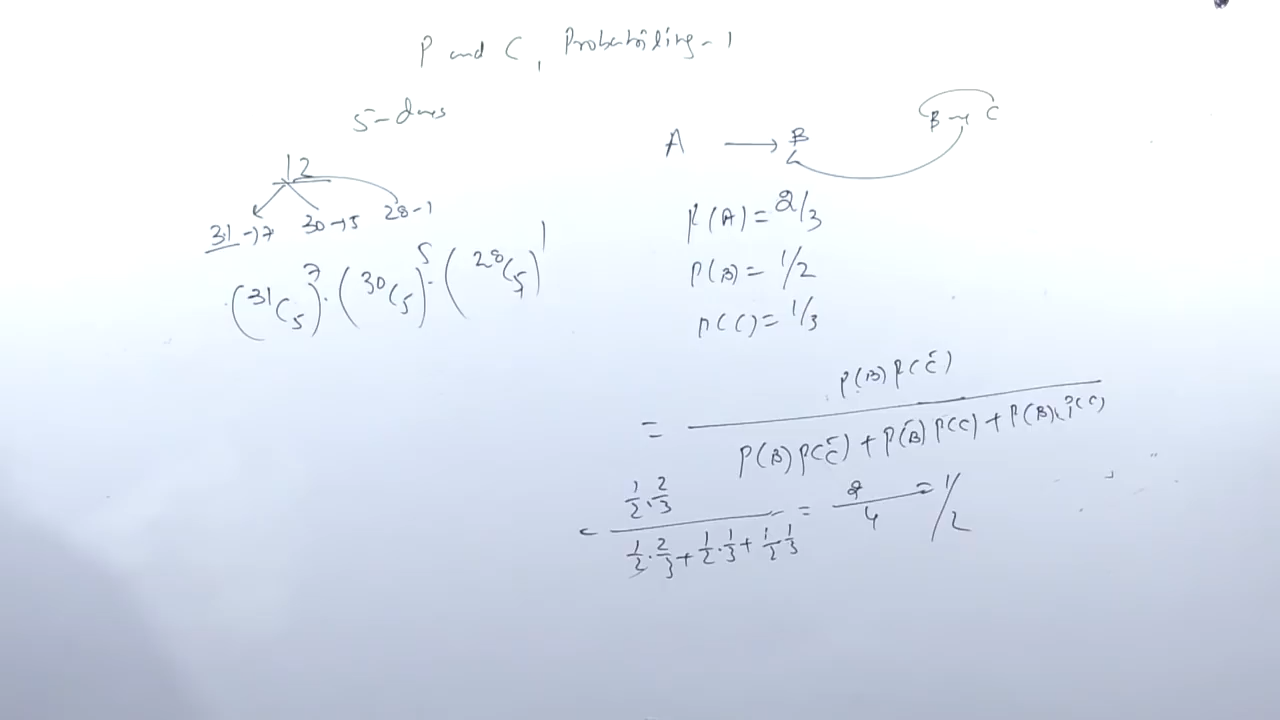 P and C, Probability - 1
5 - days
12
31 → 7 30 → 5 28 - 1
(31C5)^7 . (30C5)^5 . (28C5)^1
A → B
B C
P(A) = 2/3
P(B) = 1/2
P(C) = 1/3
P(B) P(C̄)
= P(B) P(C̄) + P(B̄) P(C) + P(B) P(C)
1/2 . 2/3
1/2 . 2/3 + 1/2 . 1/3 + 1/2 . 1/3 = 2/4 = 1/2